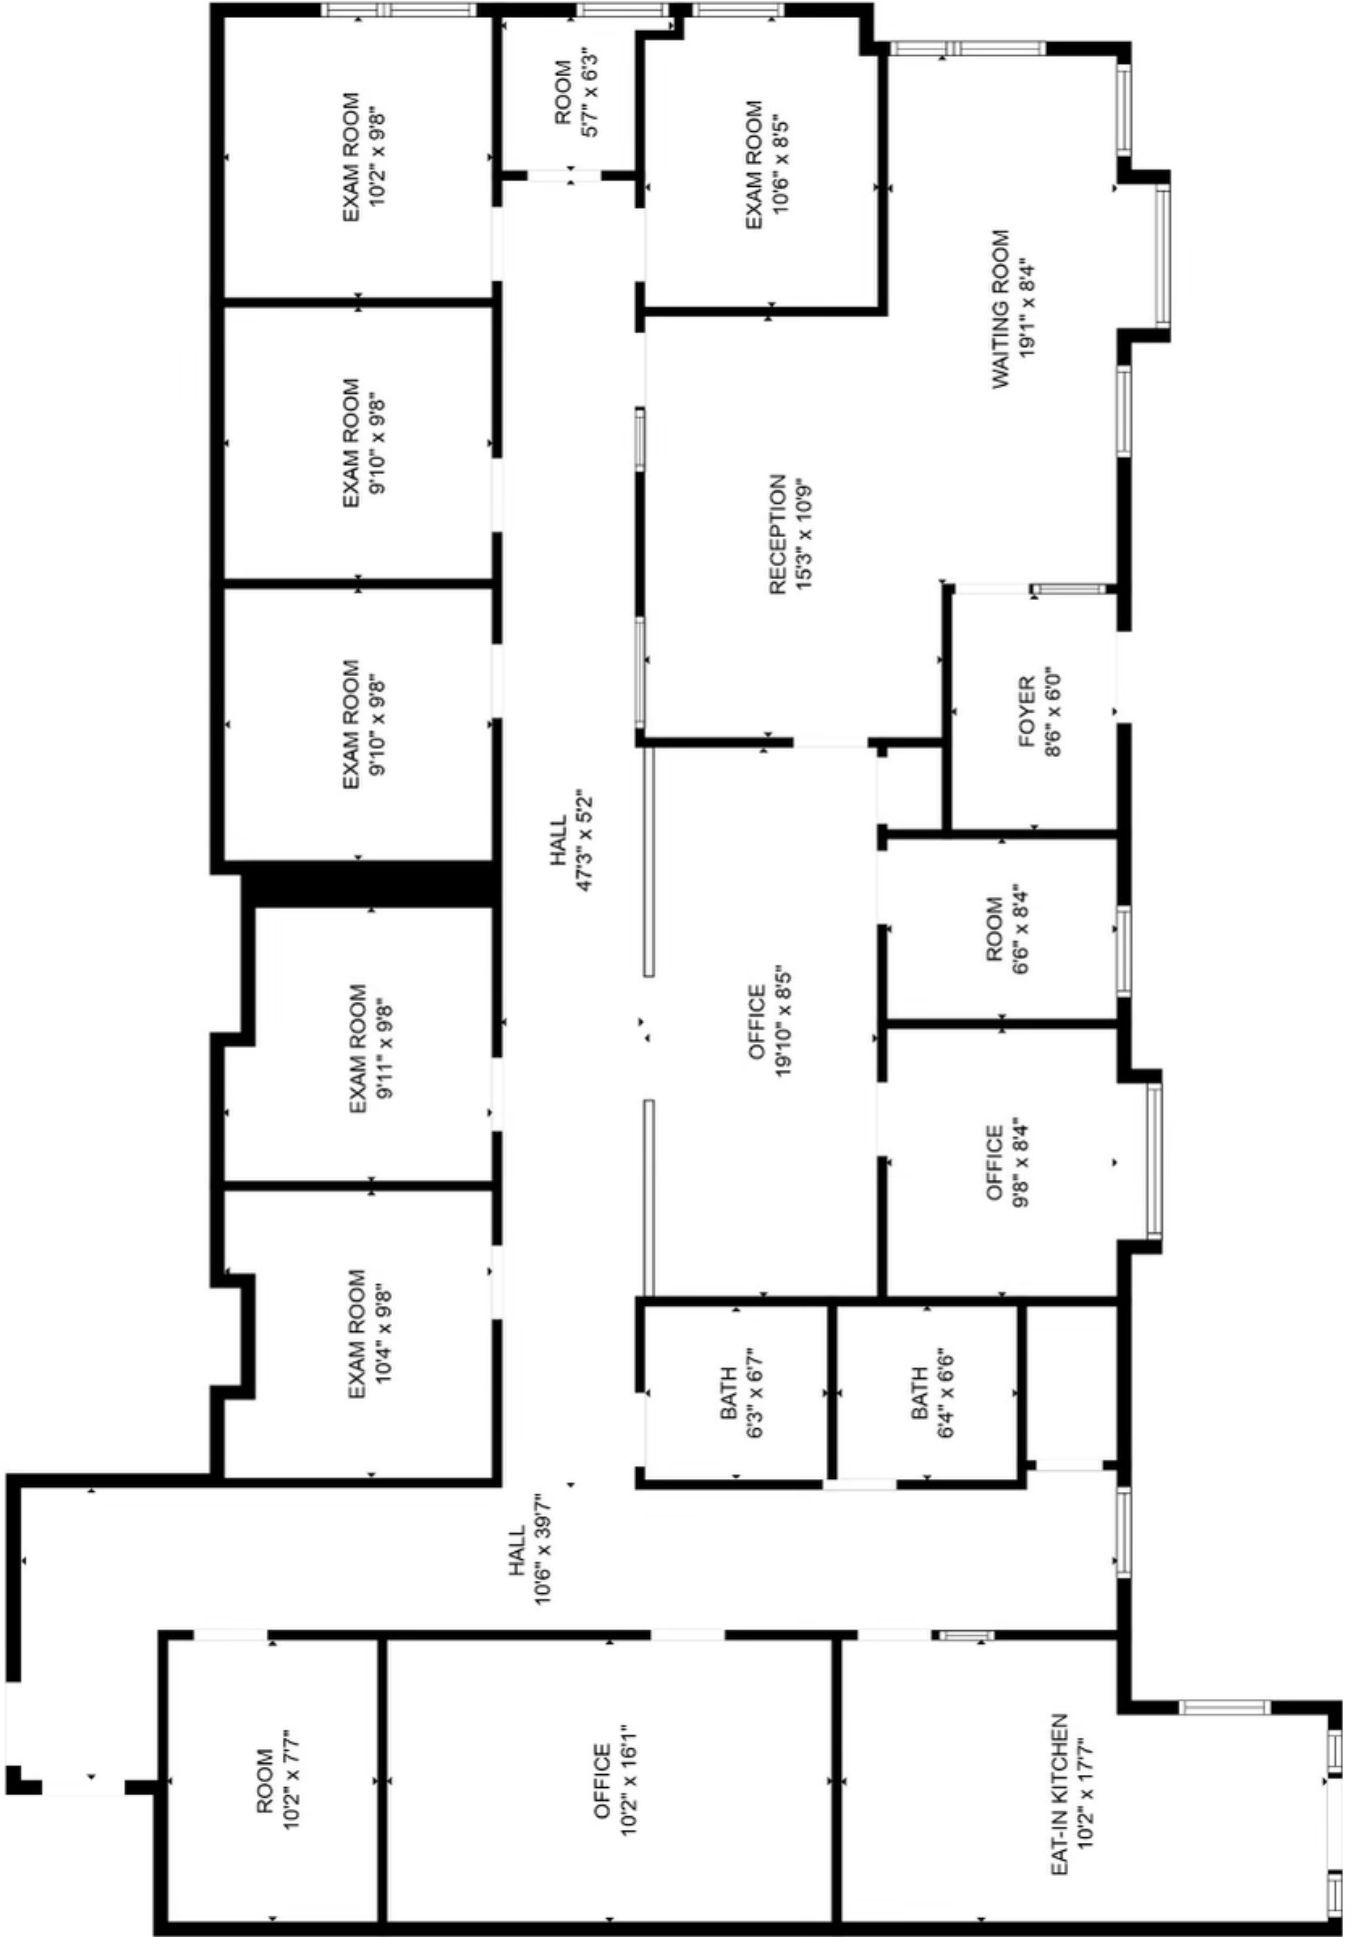 EXAM ROOM
10'2" x 9'8"
ROOM
5'7" x 6'3"
EXAM ROOM
10'6" x 8'5"
WAITING ROOM
19'1" x 8'4"
EXAM ROOM
9'10" x 9'8"
RECEPTION
15'3" x 10'9"
EXAM ROOM
9'10" x 9'8"
FOYER
8'6" x 6'0"
HALL
47'3" x 5'2"
ROOM
6'6" x 8'4"
EXAM ROOM
9'11" x 9'8"
OFFICE
19'10" x 8'5"
OFFICE
9'8" x 8'4"
EXAM ROOM
10'4" x 9'8"
BATH
6'3" x 6'7"
BATH
6'4" x 6'6"
HALL
10'6" x 39'7"
ROOM
10'2" x 7'7"
OFFICE
10'2" x 16'1"
EAT-IN KITCHEN
10'2" x 17'7"